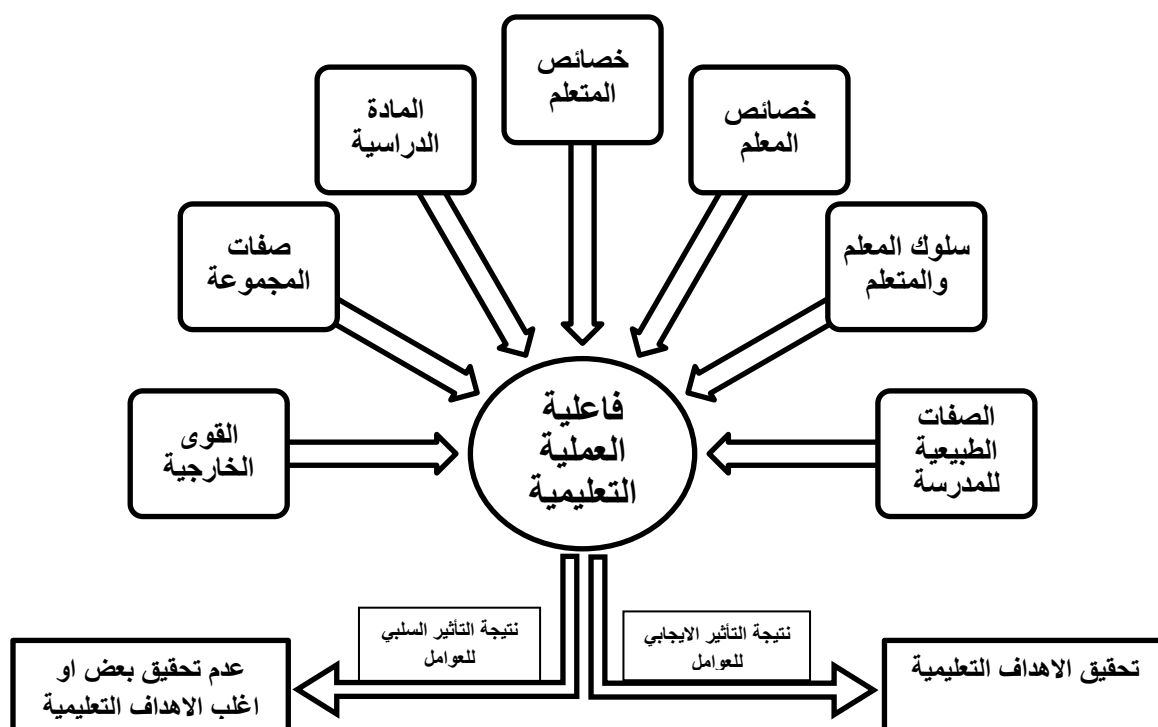 خصائص
المتعلم
خصائص
المعلم
المادة
الدراسية
سلوك المعلم
والمتعلم
صفات
المجموعة
الصفات
الطبيعية
للمدرسة
القوى
الخارجية
فاعلية
العملية
التعليمية
نتيجة التأثير الايجابي
للعوامل
نتيجة التأثير السلبي
للعوامل
تحقيق الاهداف التعليمية
عدم تحقيق بعض او
اغلب الاهداف التعليمية